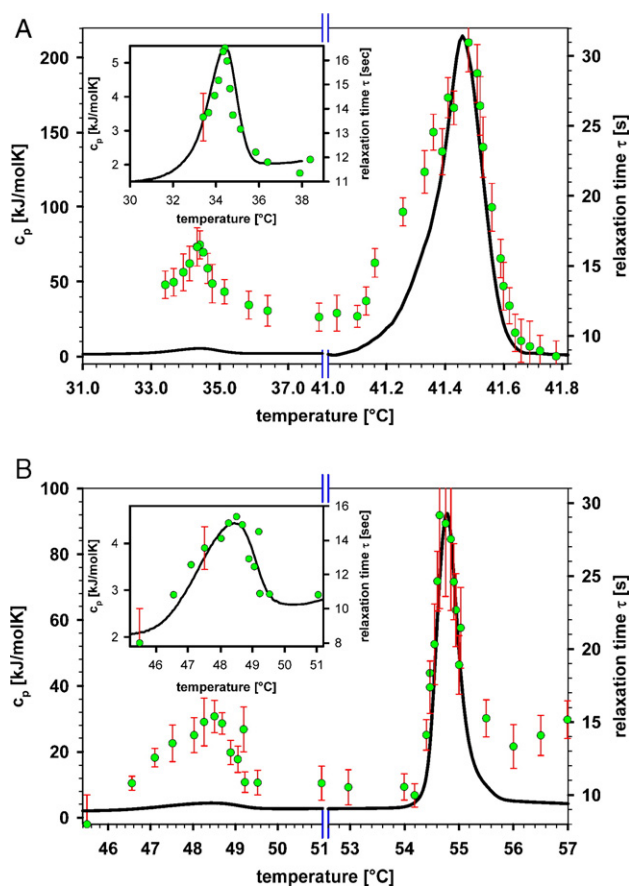 A
200
150
100
50
0
c_p [kJ/molK]
5
4
3
2
c_p [kJ/molK]
16
15
14
13
12
11
relaxation time τ [sec]
30 32 34 36 38
temperature [°C]
30
25
20
15
10
relaxation time τ [s]
31.0 33.0 35.0 37.0 41.0 41.2 41.4 41.6 41.8
temperature [°C]
B
100
80
60
40
20
0
c_p [kJ/molK]
5
4
3
2
c_p [kJ/molK]
16
15
14
12
11
10
8
relaxation time τ [sec]
46 47 48 49 50 51
temperature [°C]
30
25
20
15
10
relaxation time τ [s]
46 47 48 49 50 51 53 54 55 56 57
temperature [°C]